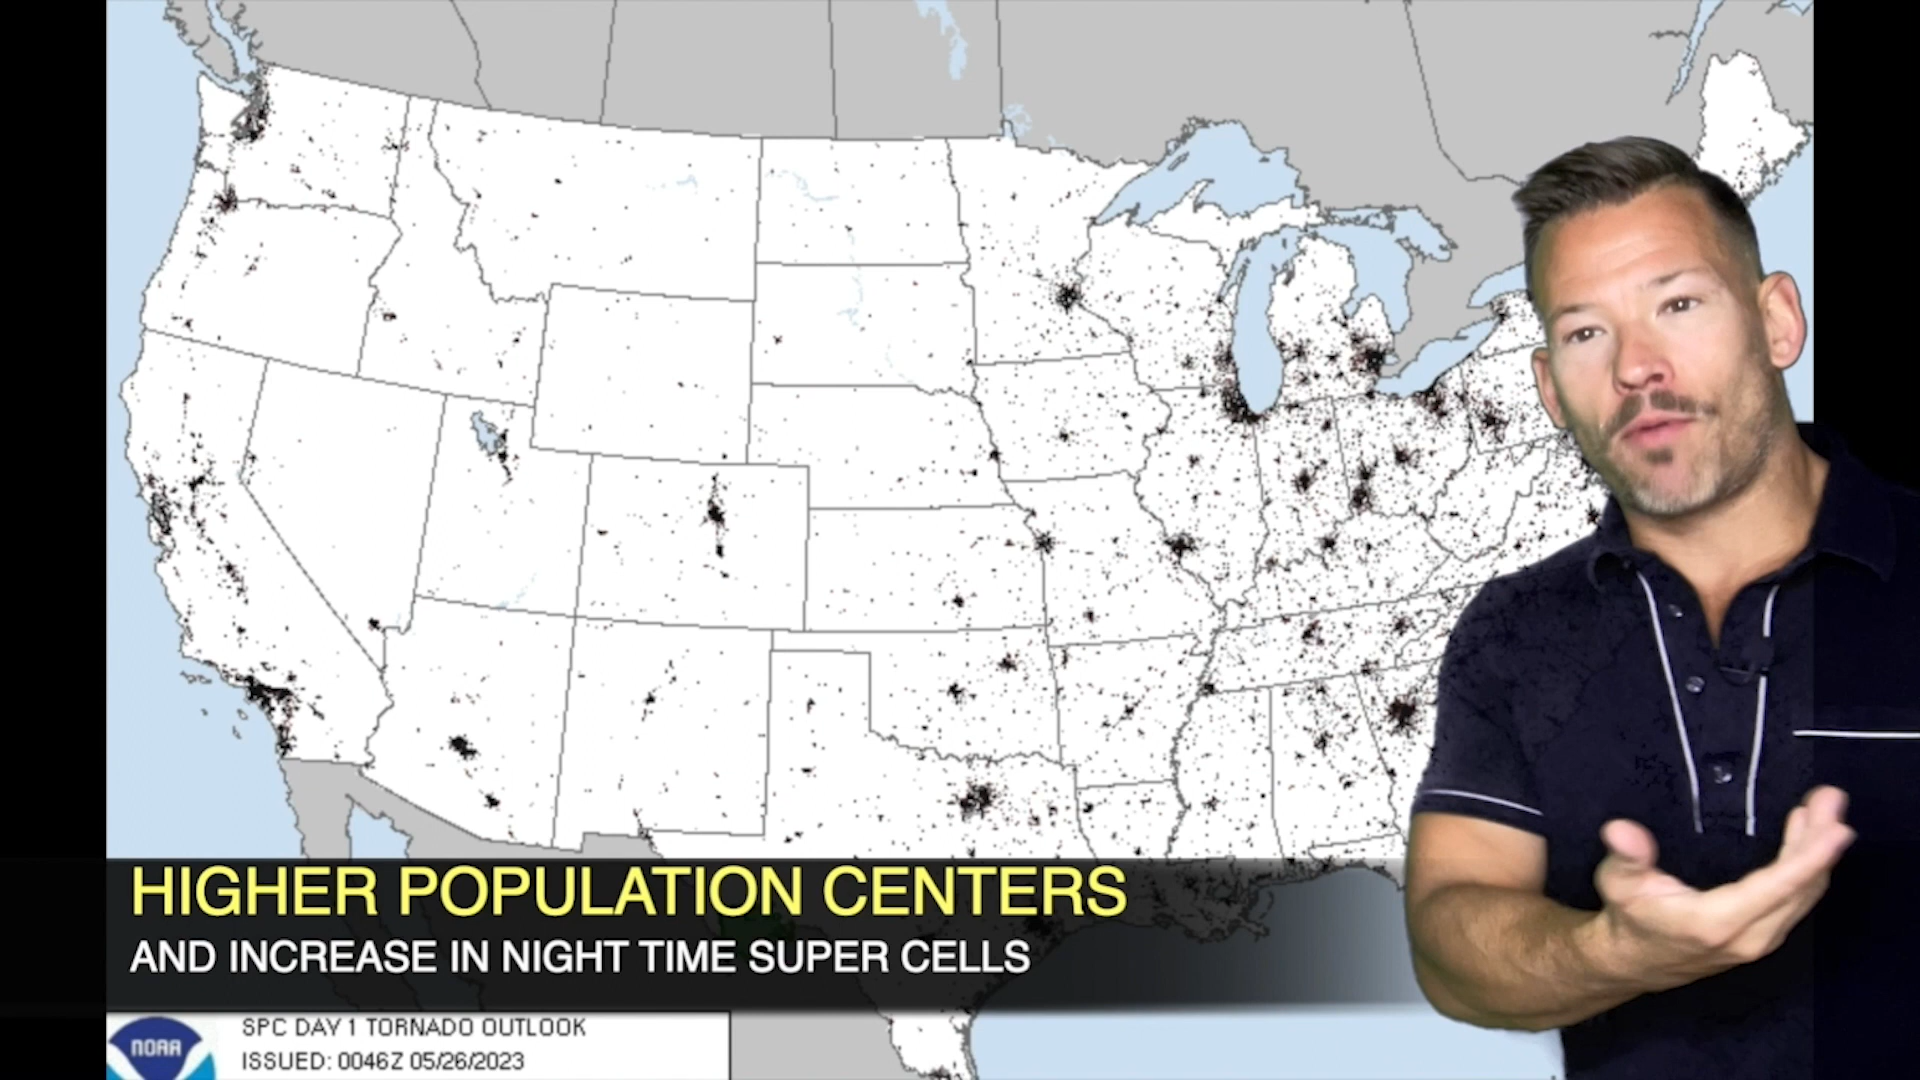 HIGHER POPULATION CENTERS
AND INCREASE IN NIGHT TIME SUPER CELLS
NOAA
SPC DAY 1 TORNADO OUTLOOK
ISSUED: 0046Z 05/26/2023